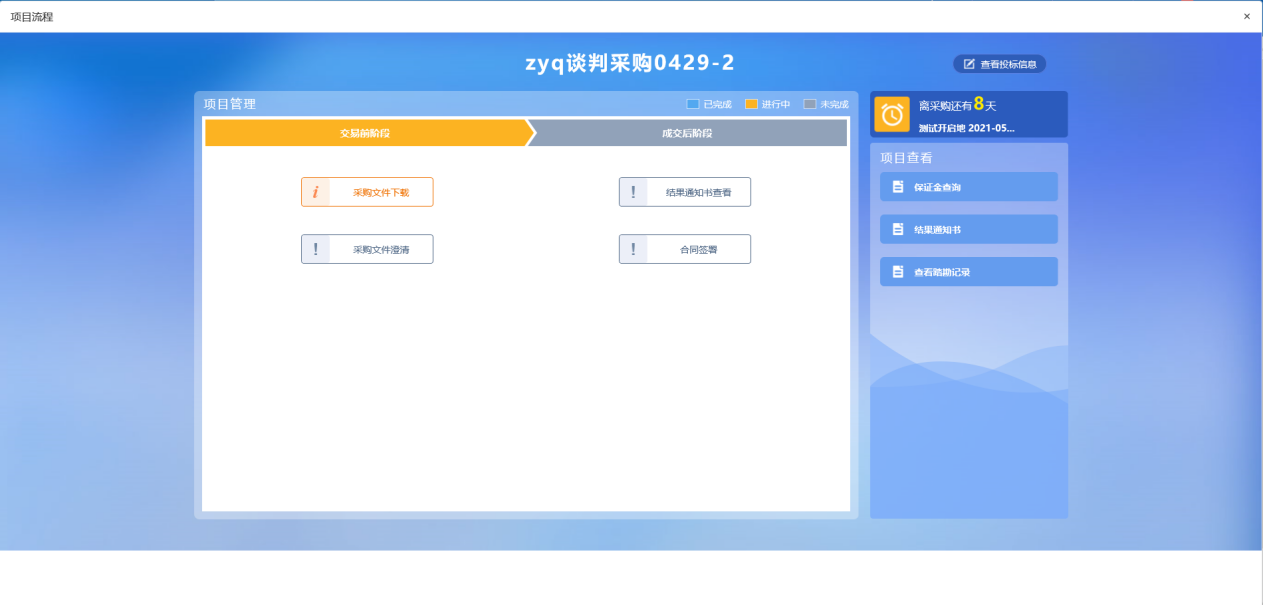 项目流程
×
zyq谈判采购0429-2
查看投标信息
项目管理
已完成
进行中
未完成
离采购还有8天
测试开启地 2021-05...
交易前阶段
成交后阶段
项目查看
采购文件下载
结果通知书查看
保证金查询
结果通知书
采购文件澄清
合同签署
查看踏勘记录